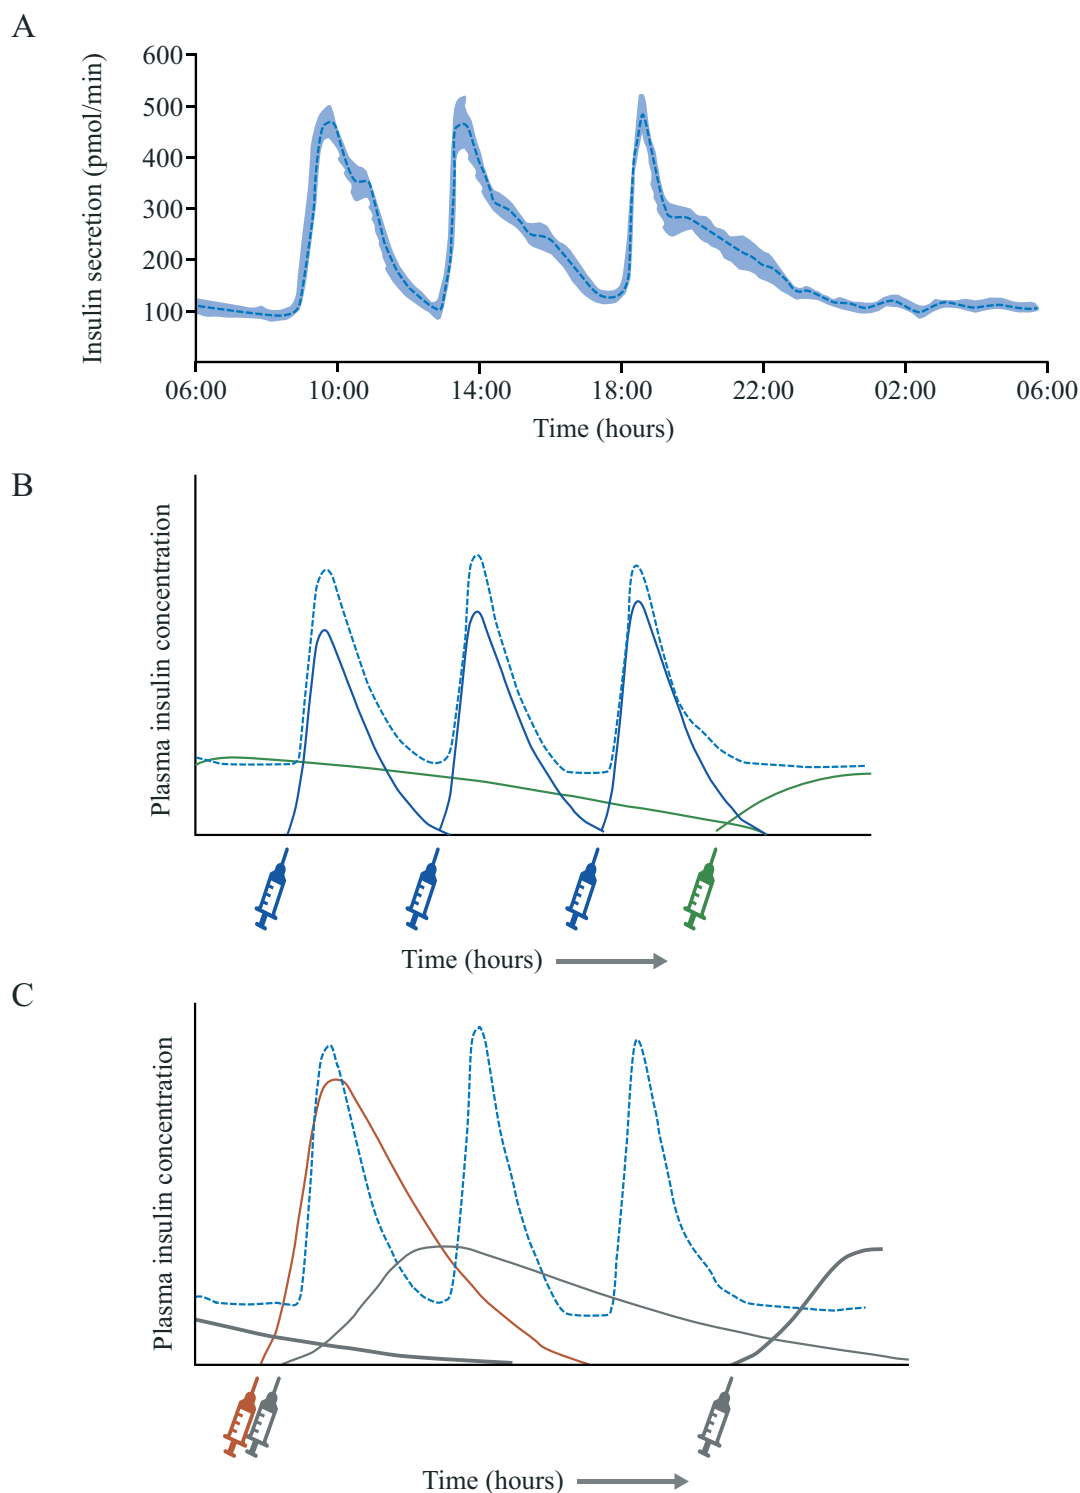 A
Insulin secretion (pmol/min)
600
500
400
300
200
100
06:00 10:00 14:00 18:00 22:00 02:00 06:00
Time (hours)
B
Plasma insulin concentration
Time (hours)
C
Plasma insulin concentration
Time (hours)